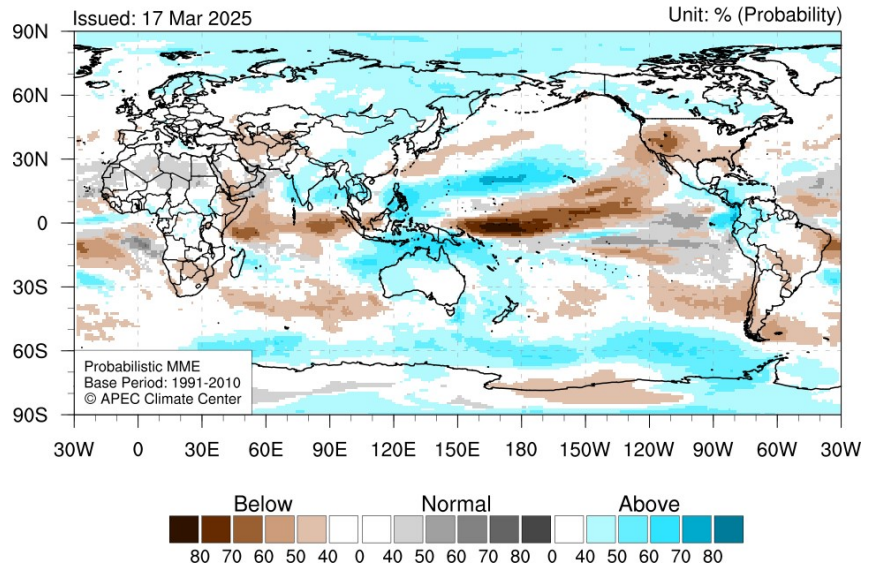 Issued: 17 Mar 2025
Unit: % (Probability)
90N
60N
30N
0
30S
60S
90S
Probabilistic MME
Base Period: 1991-2010
© APEC Climate Center
30W 0 30E 60E 90E 120E 150E 180 150W 120W 90W 60W 30W
Below Normal Above
80 70 60 50 40 0 40 50 60 70 80 0 40 50 60 70 80